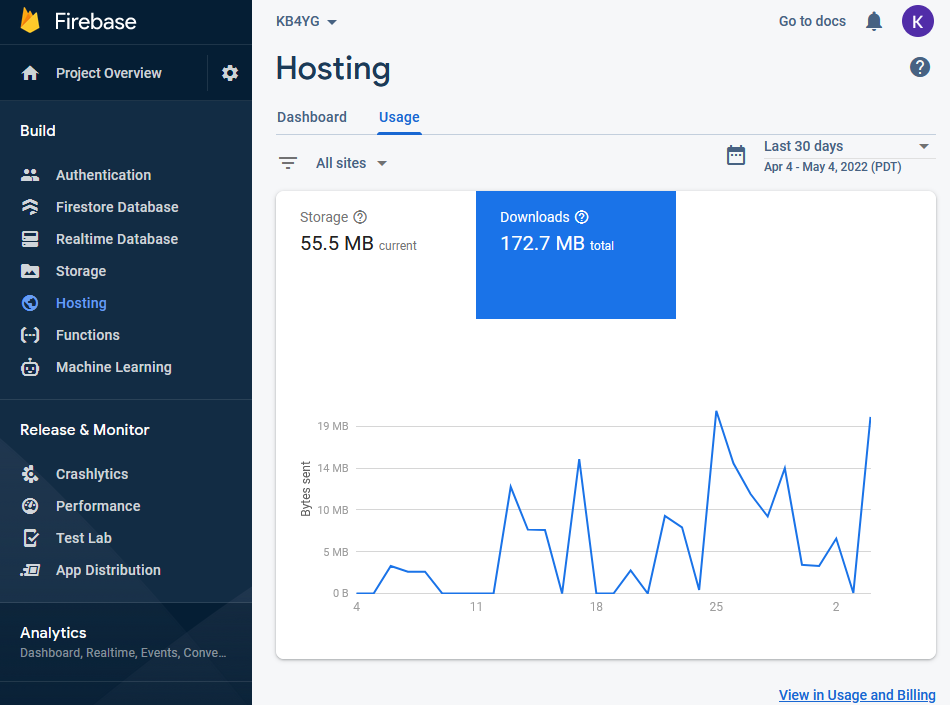 Firebase
Project Overview
Build
Authentication
Firestore Database
Realtime Database
Storage
Hosting
Functions
Machine Learning
Release & Monitor
Crashlytics
Performance
Test Lab
App Distribution
Analytics
Dashboard, Realtime, Events, Conve...
KB4YG
Go to docs
K
Hosting
?
Dashboard Usage
All sites
Last 30 days
Apr 4 - May 4, 2022 (PDT)
Storage ?
55.5 MB current
Downloads ?
172.7 MB total
Bytes sent
19 MB
14 MB
10 MB
5 MB
0 B
4 11 18 25 2
View in Usage and Billing